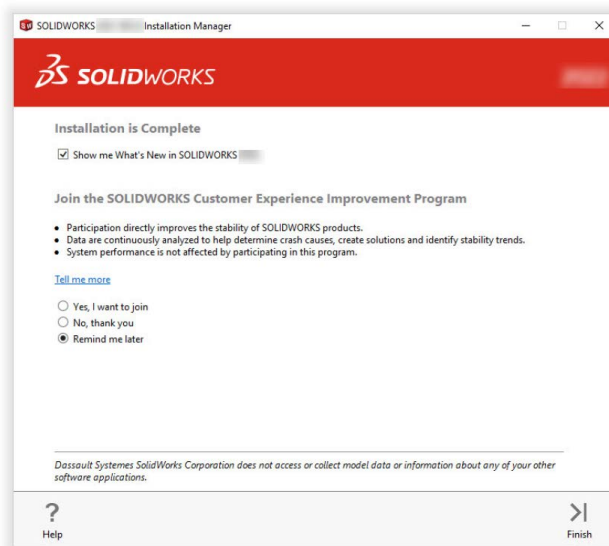 SOLIDWORKS Installation Manager
SOLIDWORKS
Installation is Complete
Show me What's New in SOLIDWORKS
Join the SOLIDWORKS Customer Experience Improvement Program
Participation directly improves the stability of SOLIDWORKS products.
Data are continuously analyzed to help determine crash causes, create solutions and identify stability trends.
System performance is not affected by participating in this program.
Tell me more
Yes, I want to join
No, thank you
Remind me later
Dassault Systemes SolidWorks Corporation does not access or collect model data or information about any of your other
software applications.
Help
Finish